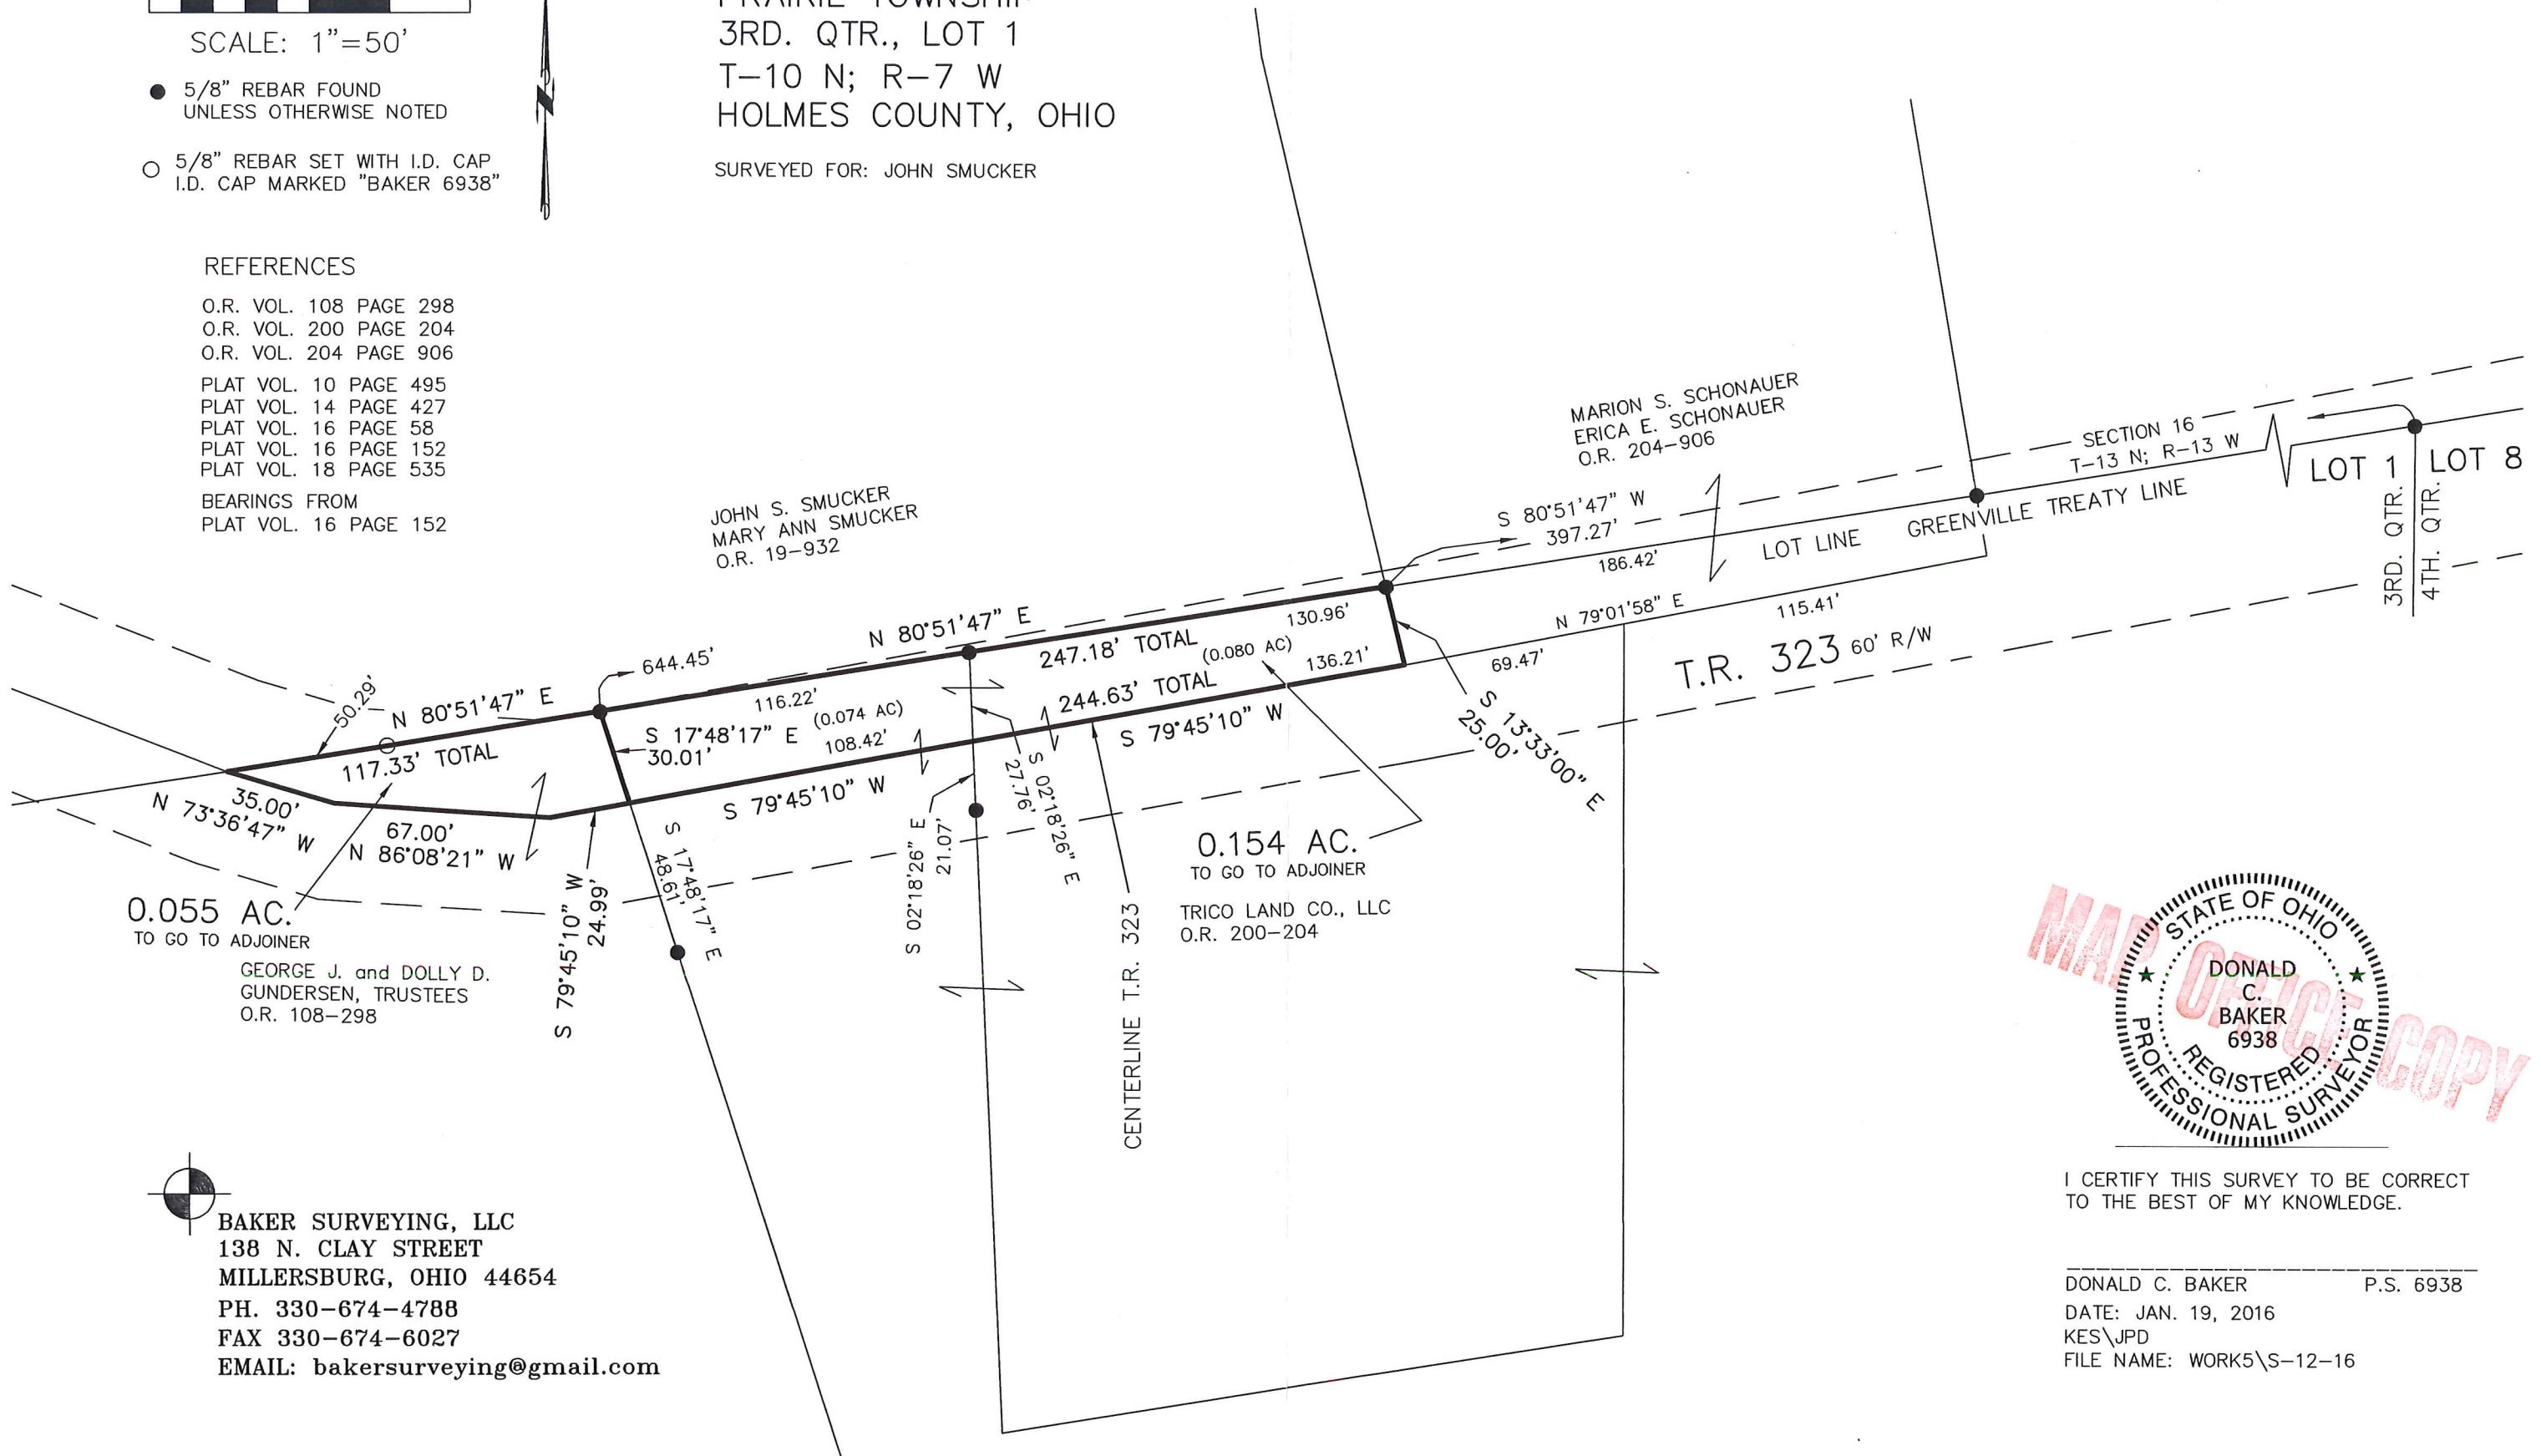 SCALE: 1"=50'
5/8" REBAR FOUND
UNLESS OTHERWISE NOTED
5/8" REBAR SET WITH I.D. CAP
I.D. CAP MARKED "BAKER 6938"
N
PRAIRIE TOWNSHIP
3RD. QTR., LOT 1
T-10 N; R-7 W
HOLMES COUNTY, OHIO
SURVEYED FOR: JOHN SMUCKER
REFERENCES
O.R. VOL. 108 PAGE 298
O.R. VOL. 200 PAGE 204
O.R. VOL. 204 PAGE 906
PLAT VOL. 10 PAGE 495
PLAT VOL. 14 PAGE 427
PLAT VOL. 16 PAGE 58
PLAT VOL. 16 PAGE 152
PLAT VOL. 18 PAGE 535
BEARINGS FROM
PLAT VOL. 16 PAGE 152
JOHN S. SMUCKER
MARY ANN SMUCKER
O.R. 19-932
MARION S. SCHONAUER
ERICA E. SCHONAUER
O.R. 204-906
SECTION 16
T-13 N; R-13 W
LOT 1
LOT 8
3RD. QTR.
4TH. QTR.
S 80°51'47" W
397.27'
186.42'
LOT LINE
GREENVILLE TREATY LINE
N 79°01'58" E
115.41'
69.47'
T.R. 323 60' R/W
N 80°51'47" E
130.96'
247.18' TOTAL
(0.080 AC)
136.21'
244.63' TOTAL
S 79°45'10" W
S 13°33'00" E
25.00'
644.45'
116.22'
S 17°48'17" E
30.01'
(0.074 AC)
108.42'
S 79°45'10" W
50.29'
N 80°51'47" E
117.33' TOTAL
35.00'
N 73°36'47" W
67.00'
N 86°08'21" W
S 79°45'10" W
24.99'
S 17°48'17" E
48.61'
S 02°18'26" E
21.07'
S 02°18'26" E
27.76'
CENTERLINE T.R. 323
0.154 AC.
TO GO TO ADJOINER
TRICO LAND CO., LLC
O.R. 200-204
0.055 AC.
TO GO TO ADJOINER
GEORGE J. and DOLLY D.
GUNDERSEN, TRUSTEES
O.R. 108-298
BAKER SURVEYING, LLC
138 N. CLAY STREET
MILLERSBURG, OHIO 44654
PH. 330-674-4788
FAX 330-674-6027
EMAIL: bakersurveying@gmail.com
MAP OFFICE COPY
STATE OF OHIO
DONALD
C.
BAKER
6938
REGISTERED
PROFESSIONAL SURVEYOR
I CERTIFY THIS SURVEY TO BE CORRECT
TO THE BEST OF MY KNOWLEDGE.
DONALD C. BAKER P.S. 6938
DATE: JAN. 19, 2016
KES\JPD
FILE NAME: WORK5\S-12-16